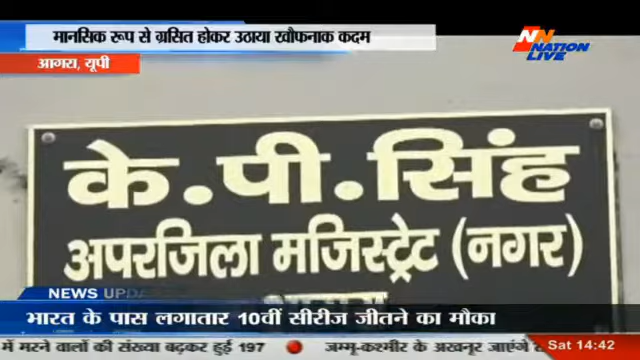 मानसिक रूप से ग्रसित होकर उठाया खौफनाक कदम
आगरा, यूपी
NN
NATION
LIVE
के.पी.सिंह
अपरजिला मजिस्ट्रेट (नगर)
NEWS UPDA
भारत के पास लगातार 10वीं सीरीज जीतने का मौका
में मरने वालों की संख्या बढ़कर हुई 197
जम्मू-कश्मीर के अखनूर जाएंगे
Sat 14:42